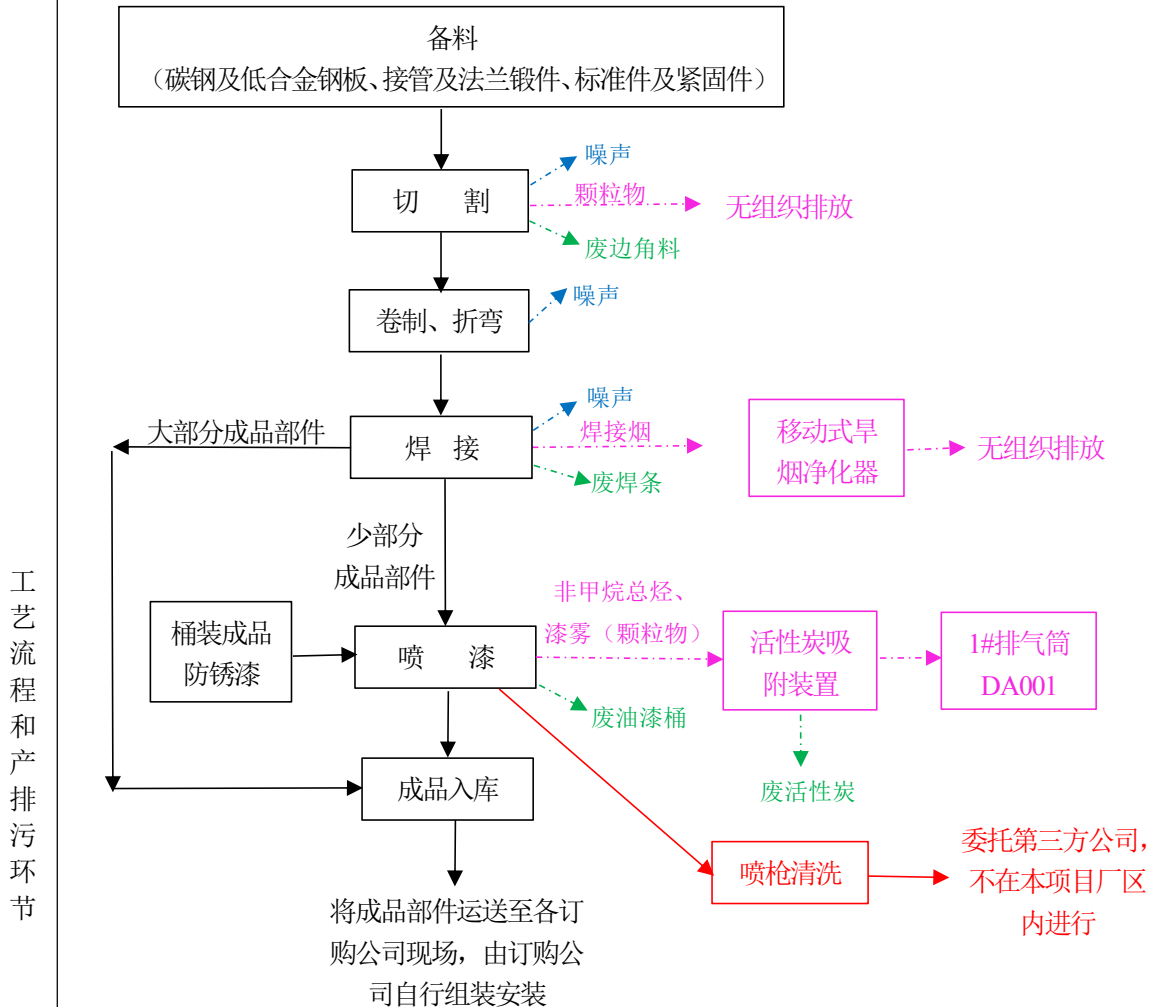 备料
（碳钢及低合金钢板、接管及法兰锻件、标准件及紧固件）
噪声
切 割
颗粒物
无组织排放
废边角料
卷制、折弯
噪声
大部分成品部件
焊 接
噪声
焊接烟
废焊条
移动式旱
烟净化器
无组织排放
少部分
成品部件
桶装成品
防锈漆
喷 漆
非甲烷总烃、
漆雾（颗粒物）
废油漆桶
活性炭吸
附装置
1#排气筒
DA001
废活性炭
成品入库
喷枪清洗
委托第三方公司，
不在本项目厂区
内进行
将成品部件运送至各订
购公司现场，由订购公
司自行组装安装
工
艺
流
程
和
产
排
污
环
节